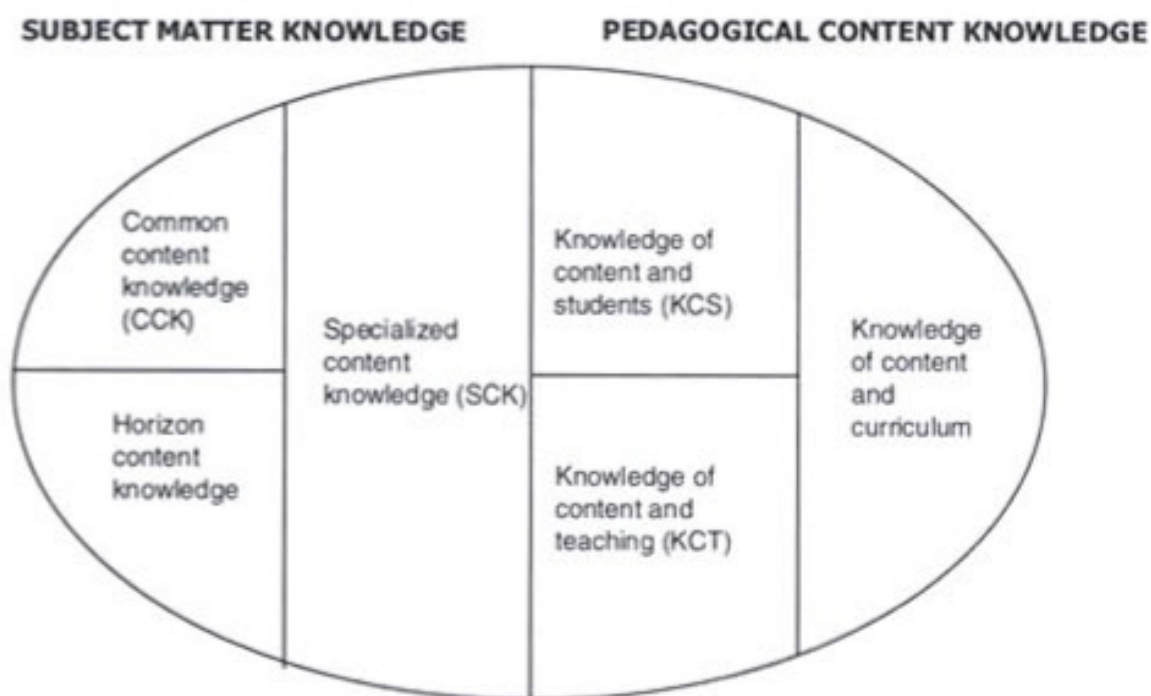 SUBJECT MATTER KNOWLEDGE
PEDAGOGICAL CONTENT KNOWLEDGE
Common
content
knowledge
(CCK)
Horizon
content
knowledge
Specialized
content
knowledge (SCK)
Knowledge of
content and
students (KCS)
Knowledge of
content and
teaching (KCT)
Knowledge
of content
and
curriculum